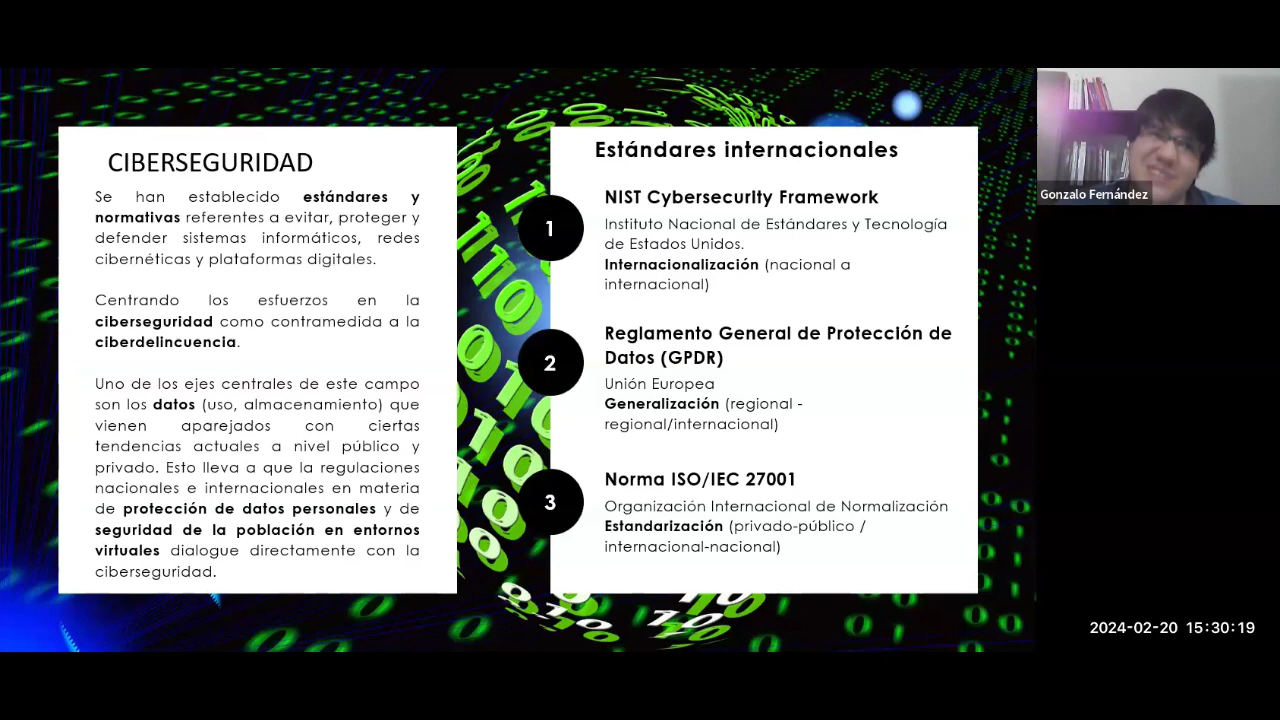 CIBERSEGURIDAD
Se han establecido estándares y
normativas referentes a evitar, proteger y
defender sistemas informáticos, redes
cibernéticas y plataformas digitales.
Centrando los esfuerzos en la
ciberseguridad como contramedida a la
ciberdelincuencia.
Uno de los ejes centrales de este campo
son los datos (uso, almacenamiento) que
vienen aparejados con ciertas
tendencias actuales a nivel público y
privado. Esto lleva a que la regulaciones
nacionales e internacionales en materia
de protección de datos personales y de
seguridad de la población en entornos
virtuales dialogue directamente con la
ciberseguridad.
Estándares internacionales
1
NIST Cybersecurity Framework
Instituto Nacional de Estándares y Tecnología
de Estados Unidos.
Internacionalización (nacional a
internacional)
2
Reglamento General de Protección de
Datos (GPDR)
Unión Europea
Generalización (regional -
regional/internacional)
3
Norma ISO/IEC 27001
Organización Internacional de Normalización
Estandarización (privado-público /
internacional-nacional)
Gonzalo Fernández
2024-02-20 15:30:19